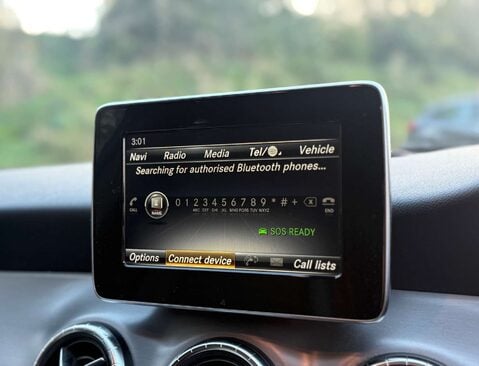 3:01
Navi Radio Media Tel/ Vehicle
Searching for authorised Bluetooth phones...
0 1 2 3 4 5 6 7 8 9 * # +
CALL NAME ABC DEF GHI JKL MNO PQR TUV WXYZ END
SOS READY
Options Connect device Call lists